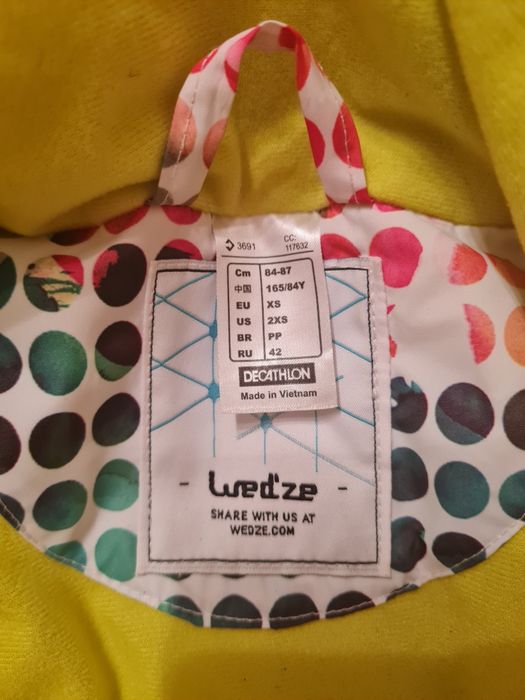 3691 CC: 117632
Cm 84-87
中国 165/84Y
EU XS
US 2XS
BR PP
RU 42
DECATHLON
Made in Vietnam
- Wed'ze -
SHARE WITH US AT
WEDZE.COM